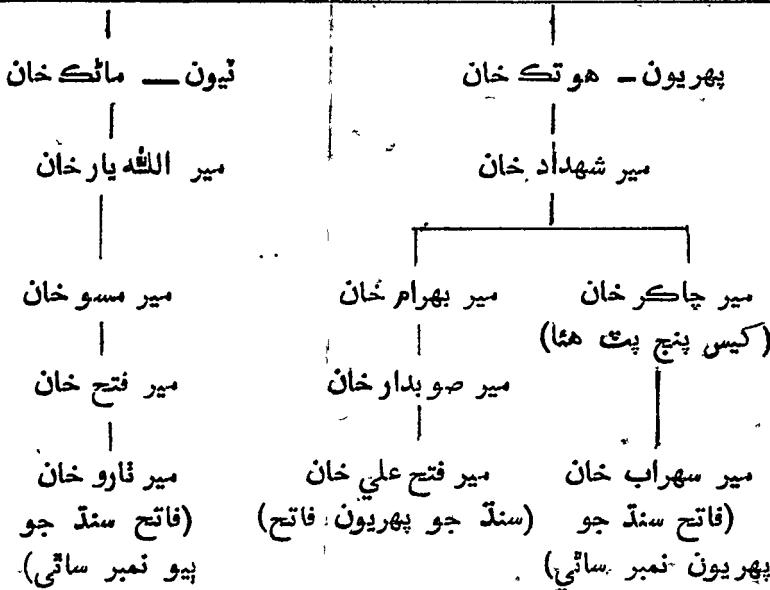 پهريون - هوتڪ خان
ٽيون — ماڻڪ خان
مير شهداد خان
مير الله يار خان
مير چاڪر خان
(کيس پنج پٽ هئا)
مير بهرام خان
مير مسو خان
مير صوبدار خان
مير فتح خان
مير سهراب خان
(فاتح سنڌ جو
پهريون نمبر ساٿي)
مير فتح علي خان
(سنڌ جو پهريون فاتح)
مير ٺارو خان
(فاتح سنڌ جو
ٻيو نمبر ساٿي)